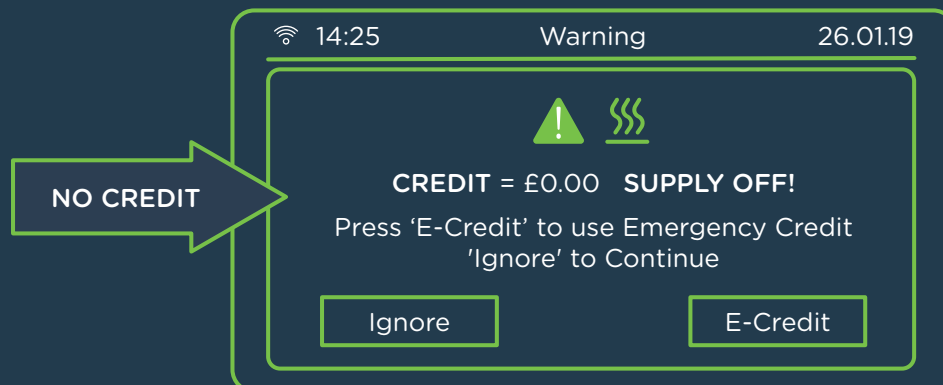 14:25 Warning 26.01.19
NO CREDIT
CREDIT = £0.00 SUPPLY OFF!
Press ‘E-Credit’ to use Emergency Credit
'Ignore' to Continue
Ignore E-Credit